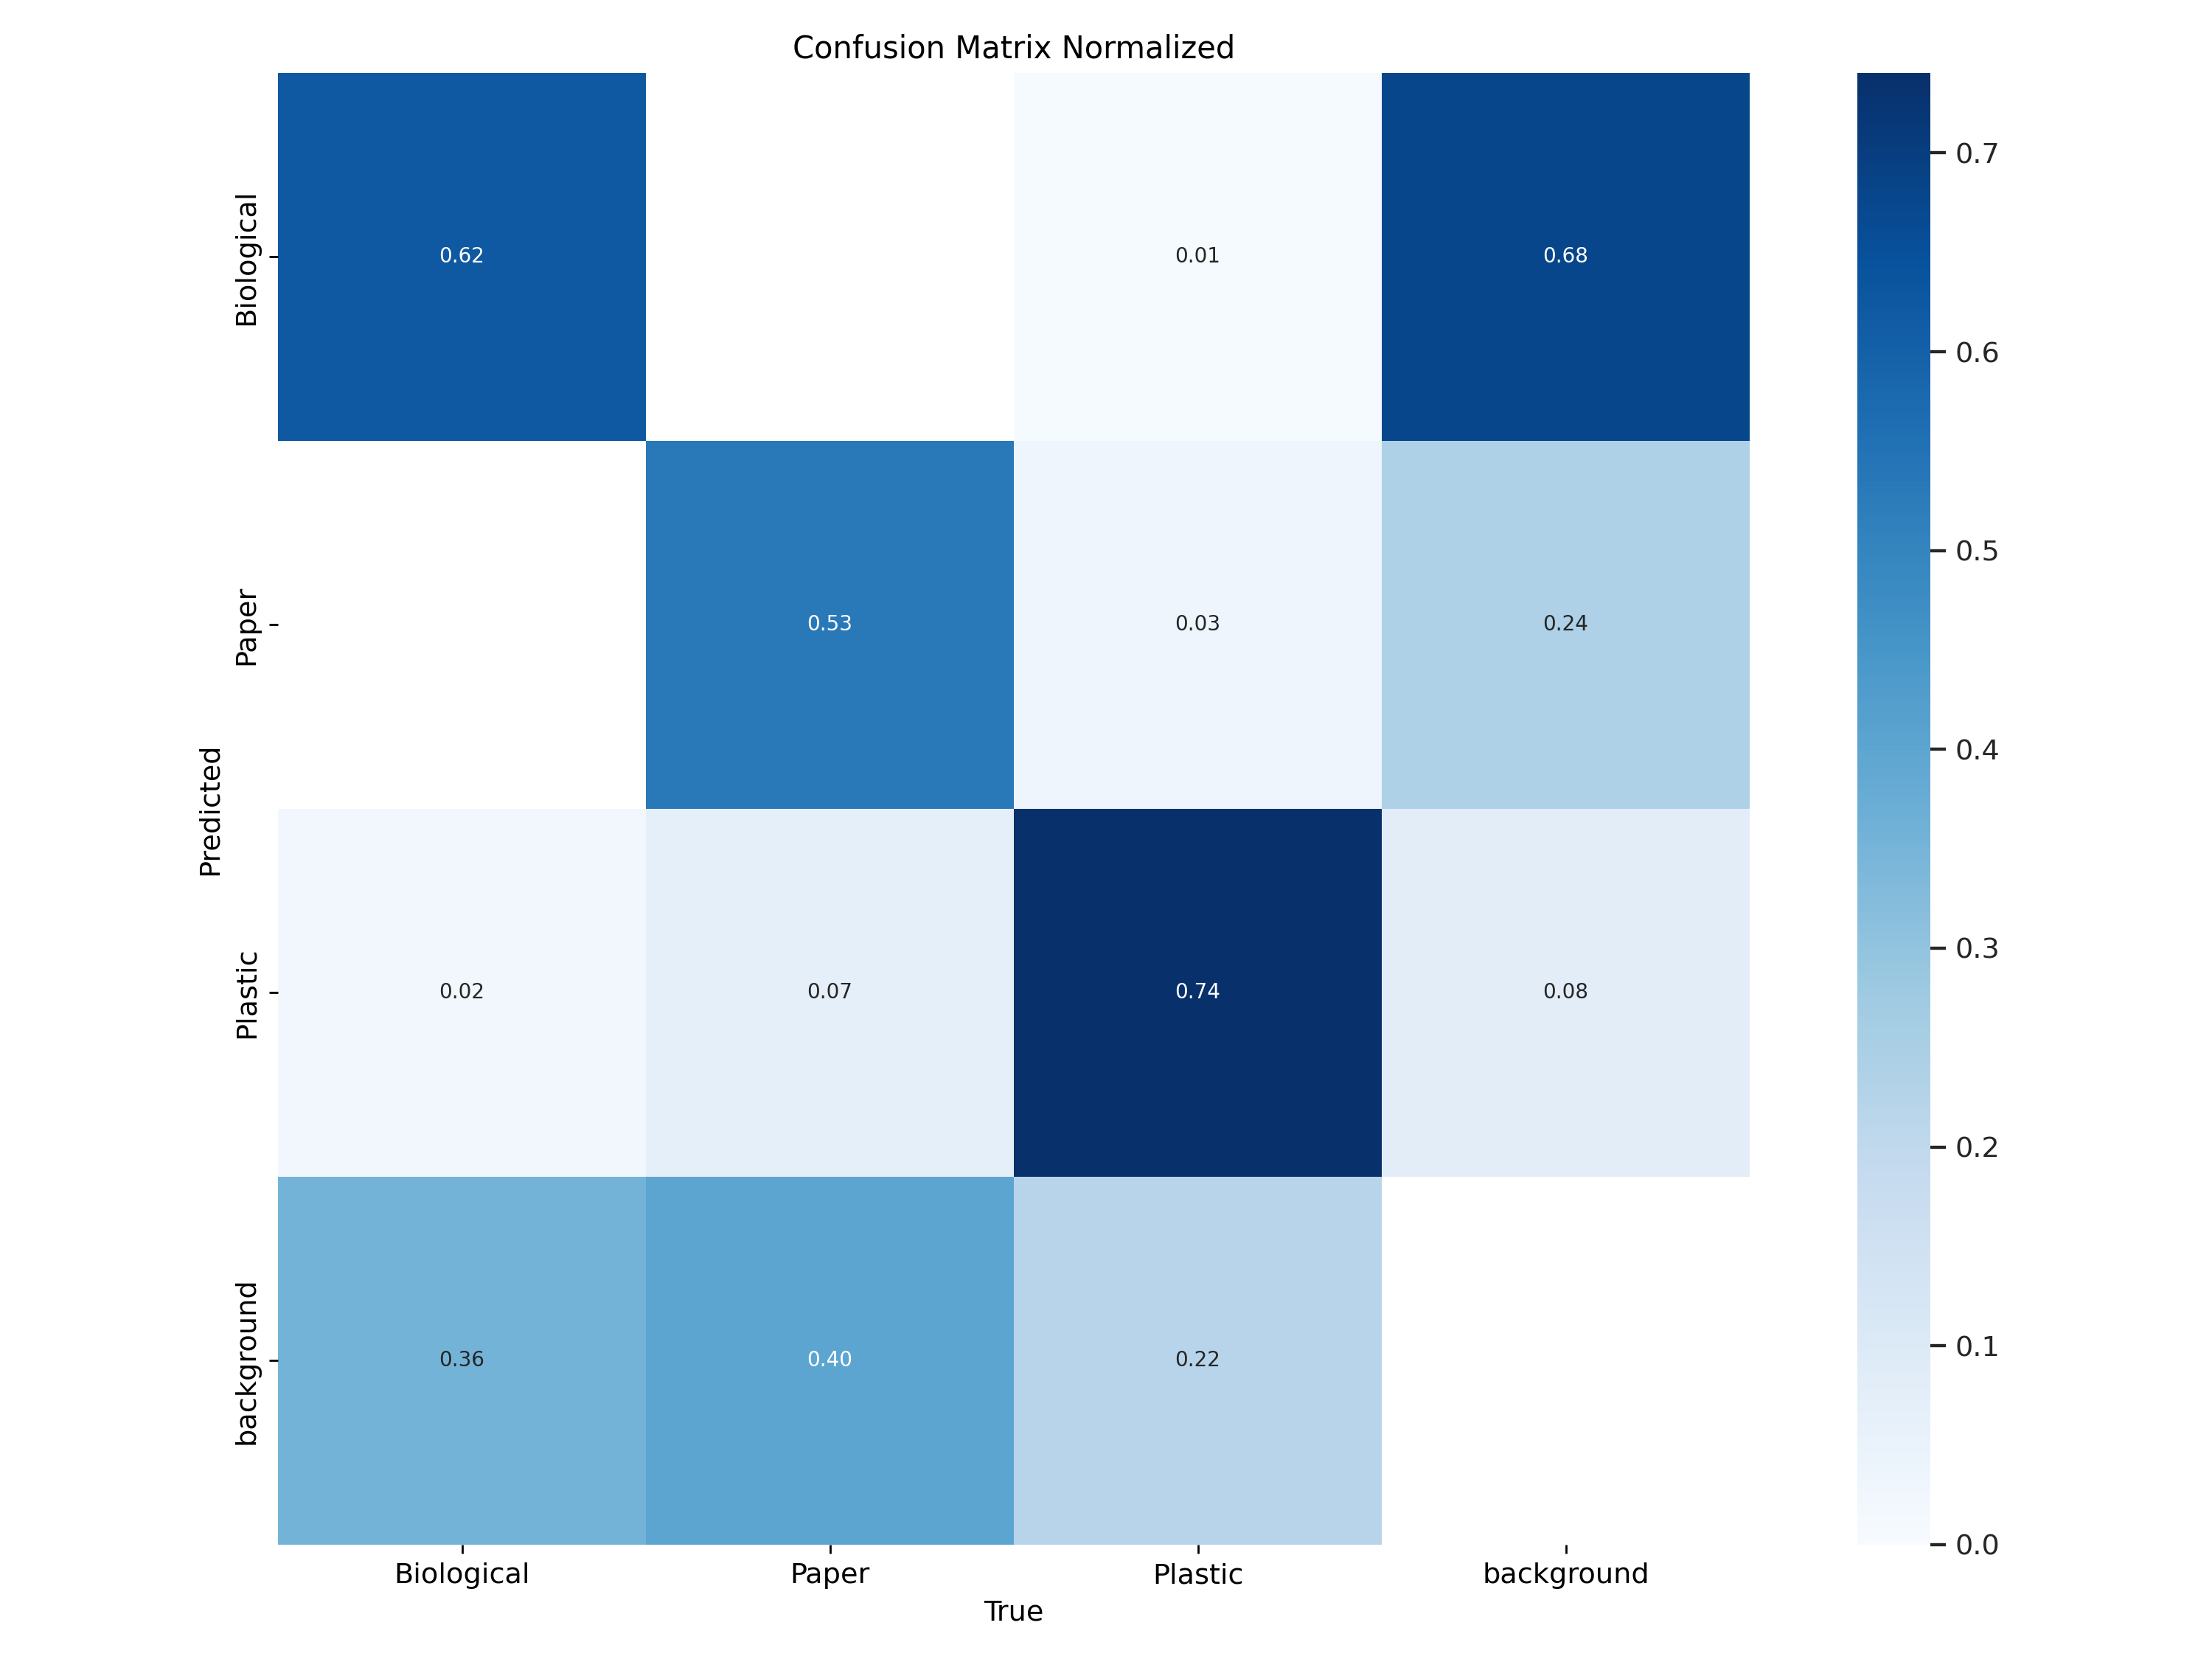 Confusion Matrix Normalized
Biological
0.62
0.01
0.68
Paper
0.53
0.03
0.24
Plastic
0.02
0.07
0.74
0.08
background
0.36
0.40
0.22
Predicted
Biological
Paper
Plastic
background
True
0.7
0.6
0.5
0.4
0.3
0.2
0.1
0.0